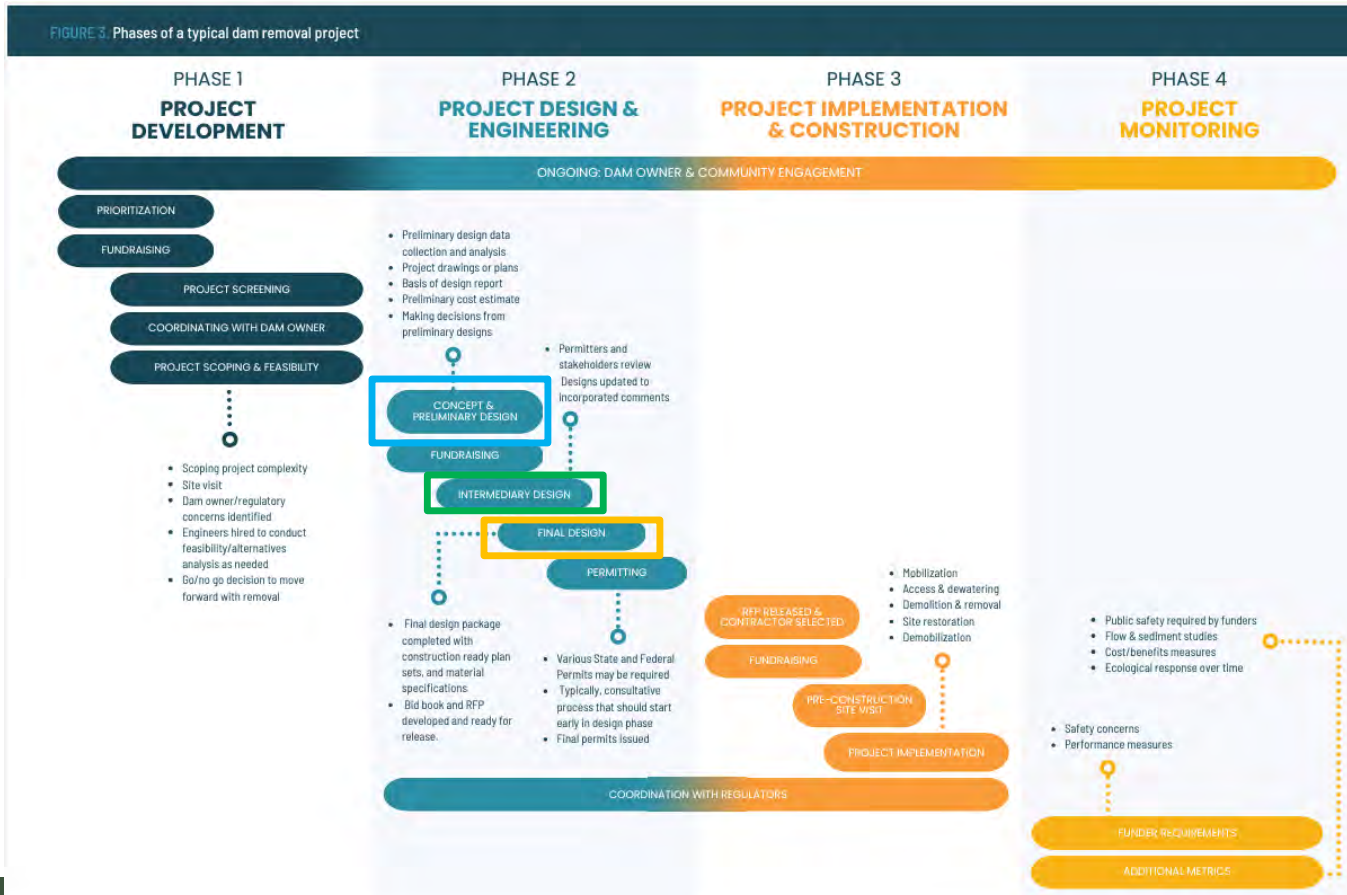 FIGURE 3. Phases of a typical dam removal project
PHASE 1
PROJECT
DEVELOPMENT
PHASE 2
PROJECT DESIGN &
ENGINEERING
PHASE 3
PROJECT IMPLEMENTATION
& CONSTRUCTION
PHASE 4
PROJECT
MONITORING
ONGOING: DAM OWNER & COMMUNITY ENGAGEMENT
PRIORITIZATION
FUNDRAISING
PROJECT SCREENING
COORDINATING WITH DAM OWNER
PROJECT SCOPING & FEASIBILITY
• Scoping project complexity
• Site visit
• Dam owner/regulatory
concerns identified
• Engineers hired to conduct
feasibility/alternatives
analysis as needed
• Go/no go decision to move
forward with removal
• Preliminary design data
collection and analysis
• Project drawings or plans
• Basis of design report
• Preliminary cost estimate
• Making decisions from
preliminary designs
• Permitters and
stakeholders review
Designs updated to
incorporated comments
CONCEPT &
PRELIMINARY DESIGN
FUNDRAISING
INTERMEDIARY DESIGN
FINAL DESIGN
PERMITTING
• Final design package
completed with
construction ready plan
sets, and material
specifications
• Bid book and RFP
developed and ready for
release.
• Various State and Federal
Permits may be required
• Typically, consultative
process that should start
early in design phase
• Final permits issued
• Mobilization
• Access & dewatering
• Demolition & removal
• Site restoration
• Demobilization
RFP RELEASED &
CONTRACTOR SELECTED
FUNDRAISING
PRE-CONSTRUCTION
SITE VISIT
PROJECT IMPLEMENTATION
COORDINATION WITH REGULATORS
• Public safety required by funders
• Flow & sediment studies
• Cost/benefits measures
• Ecological response over time
• Safety concerns
• Performance measures
FUNDER REQUIREMENTS
ADDITIONAL METRICS